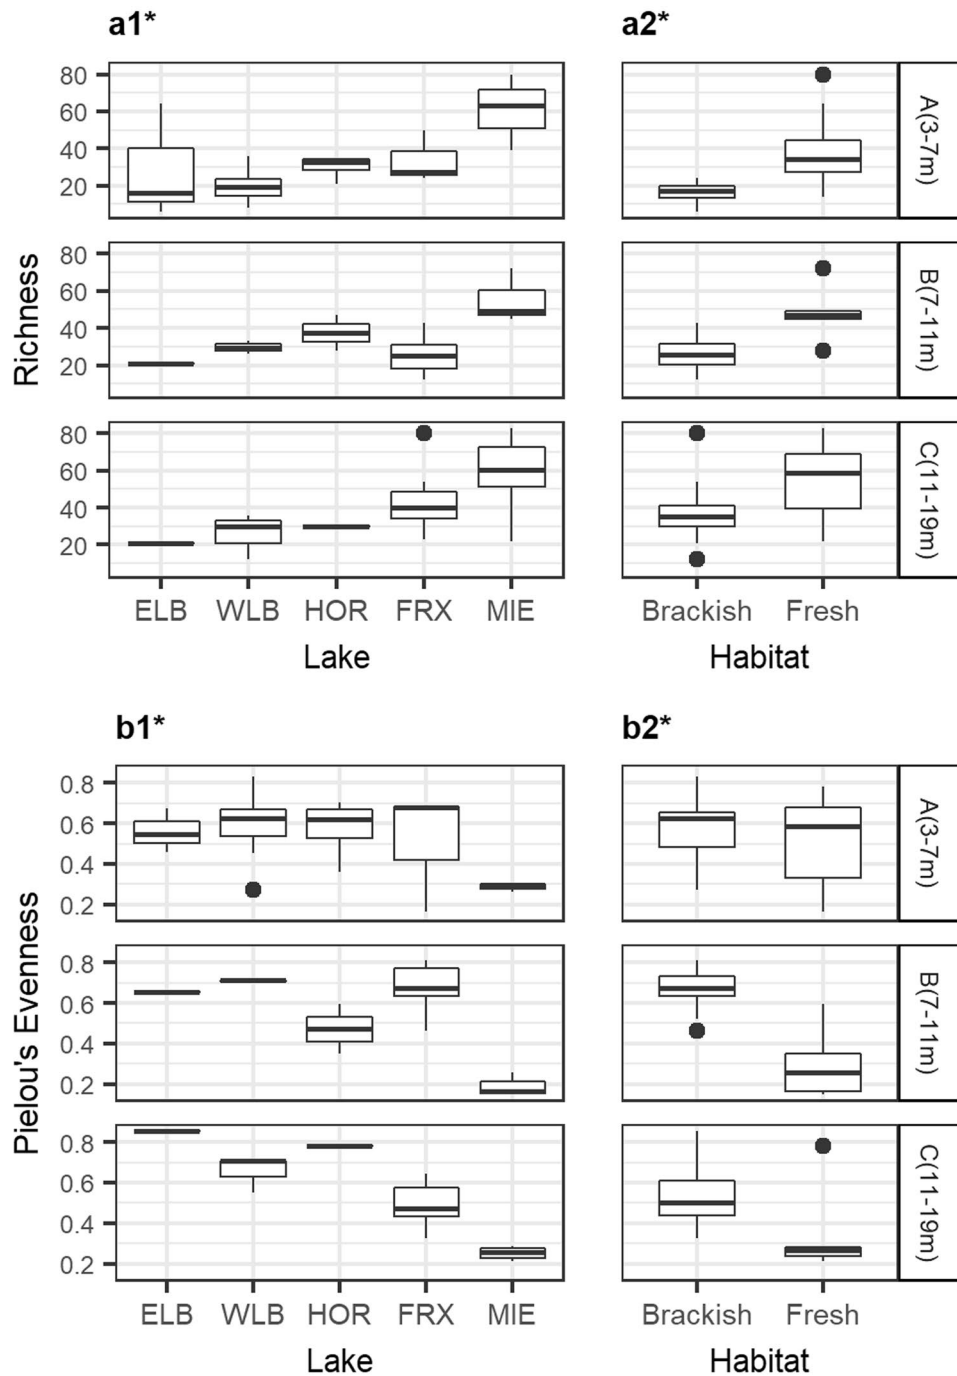 a1* a2*
Richness
80
60
40
20
A(3-7m)
80
60
40
20
B(7-11m)
80
60
40
20
C(11-19m)
ELB WLB HOR FRX MIE Brackish Fresh
Lake Habitat
b1* b2*
Pielou's Evenness
0.8
0.6
0.4
0.2
A(3-7m)
0.8
0.6
0.4
0.2
B(7-11m)
0.8
0.6
0.4
0.2
C(11-19m)
ELB WLB HOR FRX MIE Brackish Fresh
Lake Habitat